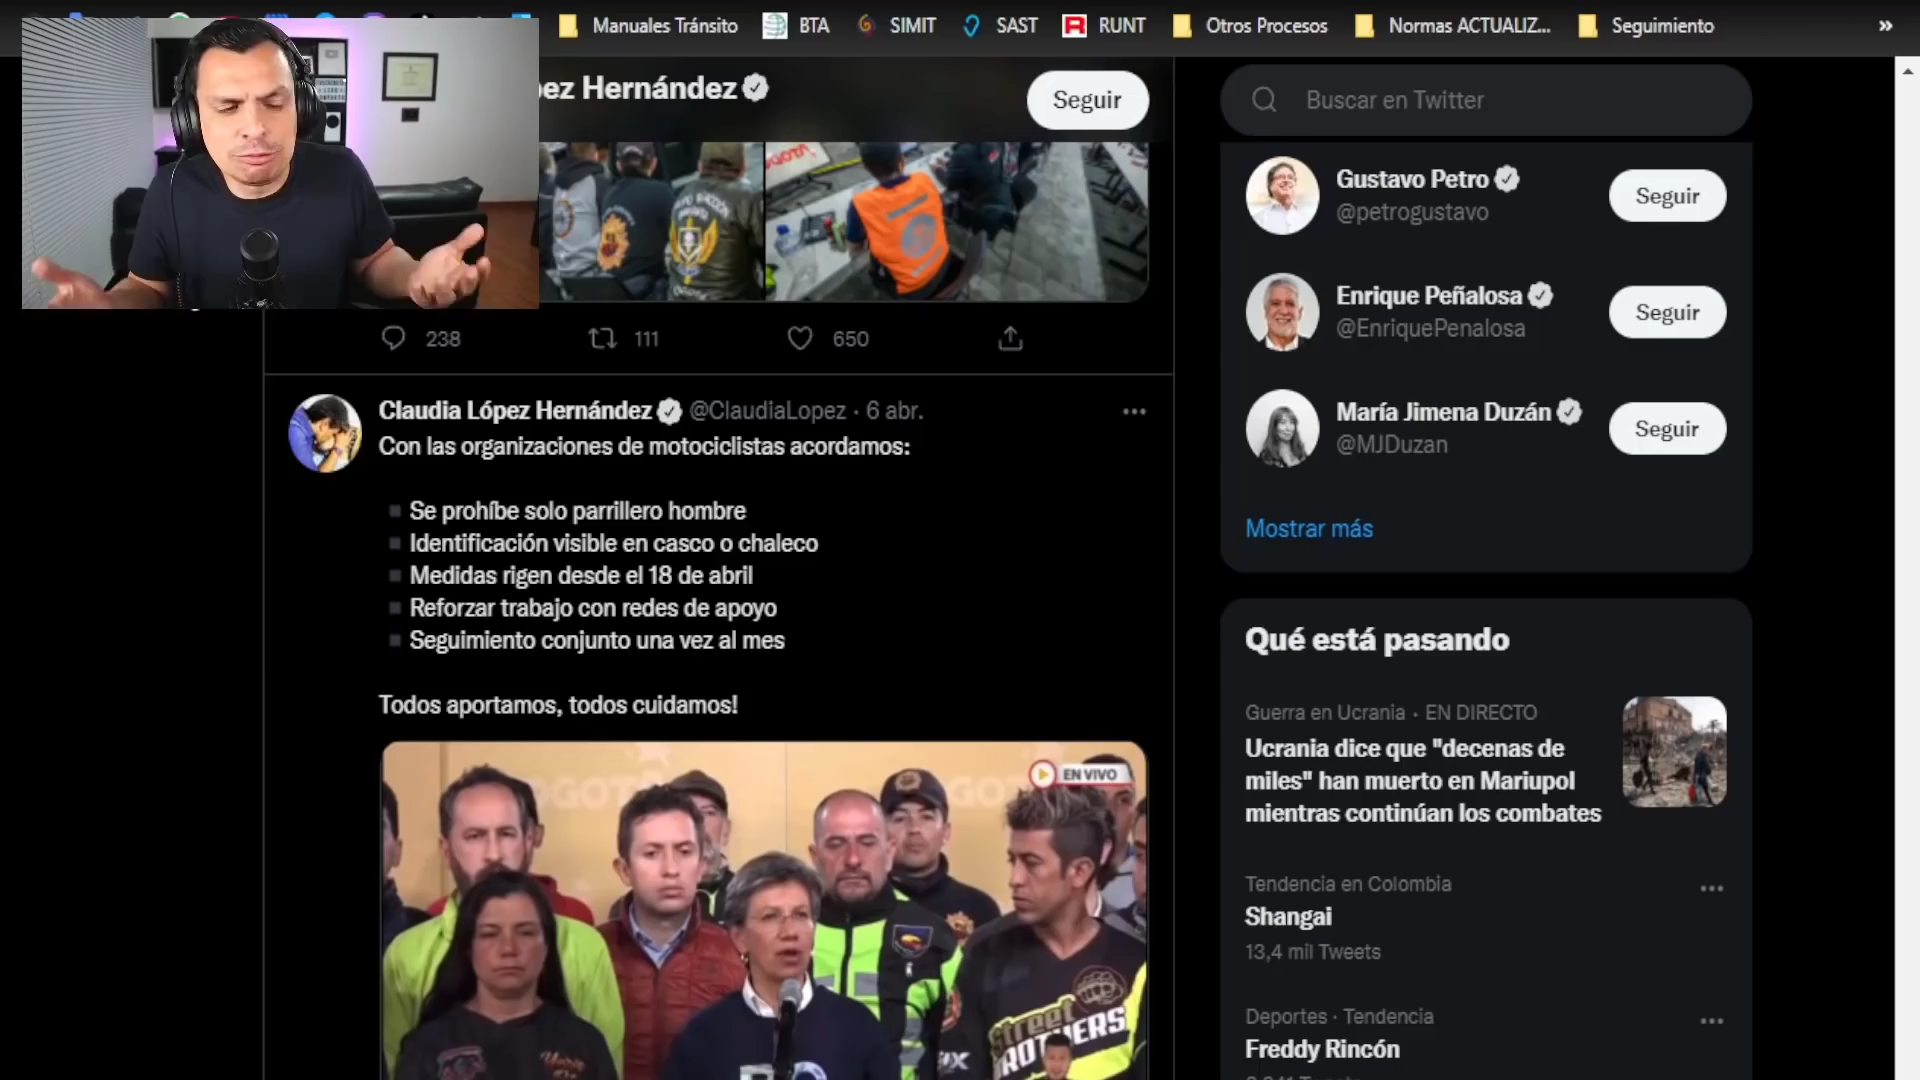 Manuales Tránsito
BTA
SIMIT
SAST
RUNT
Otros Procesos
Normas ACTUALIZ...
Seguimiento
»
ez Hernández
Seguir
Buscar en Twitter
Gustavo Petro
@petrogustavo
Seguir
Enrique Peñalosa
@EnriquePenalosa
Seguir
María Jimena Duzán
@MJDuzan
Seguir
Mostrar más
238
111
650
Claudia López Hernández @ClaudiaLopez · 6 abr.
Con las organizaciones de motociclistas acordamos:
Se prohíbe solo parrillero hombre
Identificación visible en casco o chaleco
Medidas rigen desde el 18 de abril
Reforzar trabajo con redes de apoyo
Seguimiento conjunto una vez al mes
Todos aportamos, todos cuidamos!
EN VIVO
Street
BROTHERS
Qué está pasando
Guerra en Ucrania · EN DIRECTO
Ucrania dice que "decenas de
miles" han muerto en Mariupol
mientras continúan los combates
Tendencia en Colombia
Shangai
13,4 mil Tweets
Deportes · Tendencia
Freddy Rincón